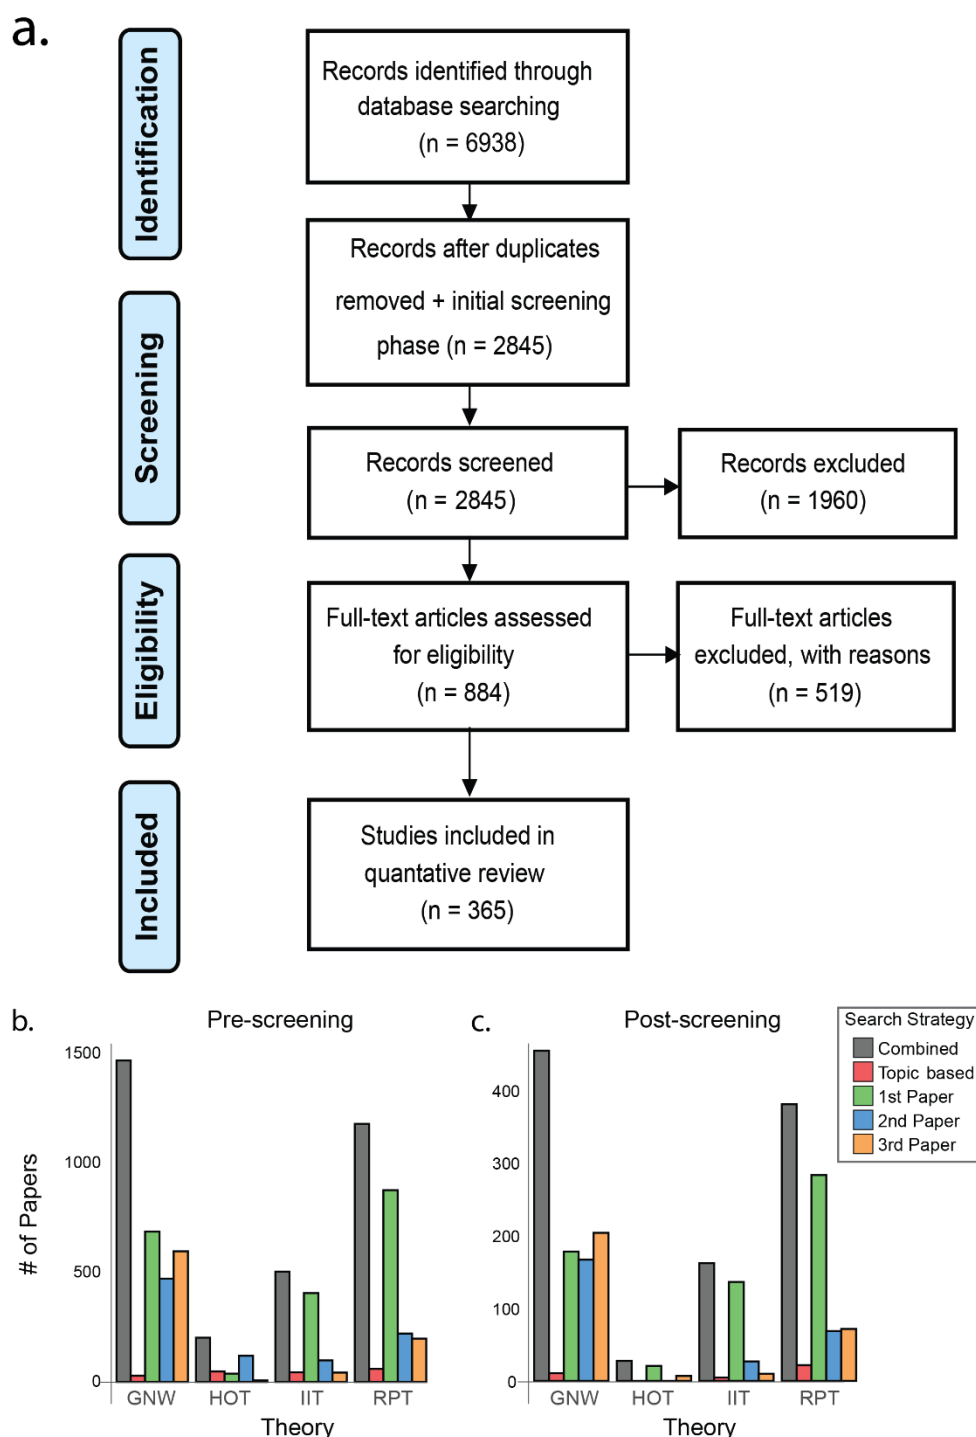 a.
Identification
Records identified through
database searching
(n = 6938)
Records after duplicates
removed + initial screening
phase (n = 2845)
Screening
Records screened
(n = 2845)
Records excluded
(n = 1960)
Eligibility
Full-text articles assessed
for eligibility
(n = 884)
Full-text articles
excluded, with reasons
(n = 519)
Included
Studies included in
quantative review
(n = 365)
b.
Pre-screening
# of Papers
1500
1000
500
0
GNW HOT IIT RPT
Theory
c.
Post-screening
400
300
200
100
0
GNW HOT IIT RPT
Theory
Search Strategy
Combined
Topic based
1st Paper
2nd Paper
3rd Paper